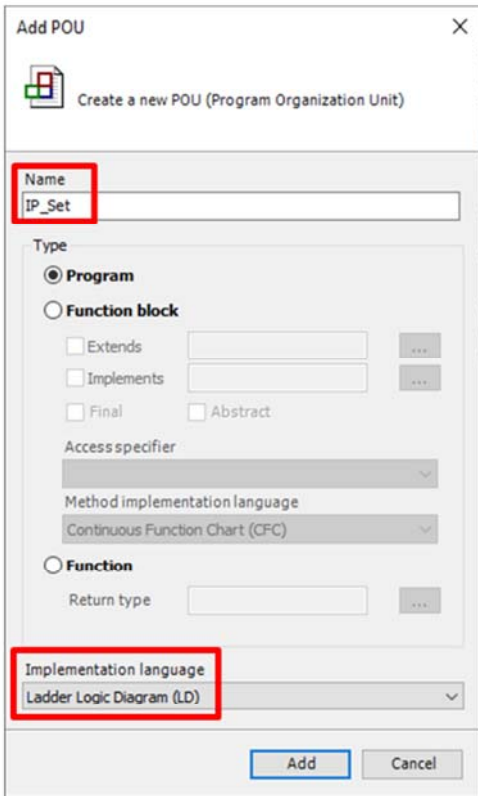 Add POU
Create a new POU (Program Organization Unit)
Name
IP_Set
Type
Program
Function block
Extends
...
Implements
...
Final Abstract
Access specifier
Method implementation language
Continuous Function Chart (CFC)
Function
Return type
...
Implementation language
Ladder Logic Diagram (LD)
Add Cancel